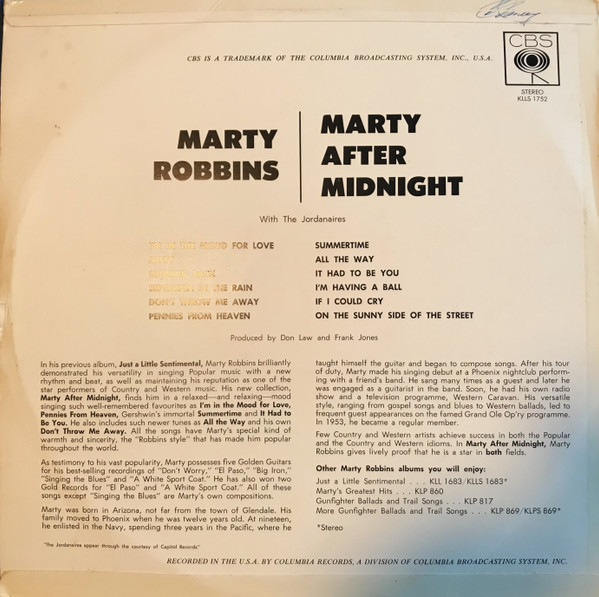 CBS IS A TRADEMARK OF THE COLUMBIA BROADCASTING SYSTEM, INC., U.S.A.
CBS
STEREO
KLLS 1752
MARTY
ROBBINS
MARTY
AFTER
MIDNIGHT
With The Jordanaires
I'M IN THE MOOD FOR LOVE
SEPTEMBER IN THE RAIN
DON'T THROW ME AWAY
PENNIES FROM HEAVEN
SUMMERTIME
ALL THE WAY
IT HAD TO BE YOU
I'M HAVING A BALL
IF I COULD CRY
ON THE SUNNY SIDE OF THE STREET
Produced by Don Law and Frank Jones
In his previous album, Just a Little Sentimental, Marty Robbins brilliantly
demonstrated his versatility in singing Popular music with a new
rhythm and beat, as well as maintaining his reputation as one of the
star performers of Country and Western music. His new collection,
Marty After Midnight, finds him in a relaxed—and relaxing—mood
singing such well-remembered favourites as I'm in the Mood for Love,
Pennies From Heaven, Gershwin's immortal Summertime and It Had to
Be You. He also includes such newer tunes as All the Way and his own
Don't Throw Me Away. All the songs have Marty's special kind of
warmth and sincerity, the "Robbins style" that has made him popular
throughout the world.
As testimony to his vast popularity, Marty possesses five Golden Guitars
for his best-selling recordings of "Don't Worry," "El Paso," "Big Iron,"
"Singing the Blues" and "A White Sport Coat." He has also won two
Gold Records for "El Paso" and "A White Sport Coat." All of these
songs except "Singing the Blues" are Marty's own compositions.
Marty was born in Arizona, not far from the town of Glendale. His
family moved to Phoenix when he was twelve years old. At nineteen,
he enlisted in the Navy, spending three years in the Pacific, where he
"The Jordanaires appear through the courtesy of Capitol Records"
taught himself the guitar and began to compose songs. After his tour
of duty, Marty made his singing debut at a Phoenix nightclub perform-
ing with a friend's band. He sang many times as a guest and later he
was engaged as a guitarist in the band. Soon, he had his own radio
show and a television programme, Western Caravan. His versatile
style, ranging from gospel songs and blues to Western ballads, led to
frequent guest appearances on the famed Grand Ole Op'ry programme.
In 1953, he became a regular member.
Few Country and Western artists achieve success in both the Popular
and the Country and Western idioms. In Marty After Midnight, Marty
Robbins gives lively proof that he is a star in both fields.
Other Marty Robbins albums you will enjoy:
Just a Little Sentimental . . . KLL 1683/KLLS 1683*
Marty's Greatest Hits . . . KLP 860
Gunfighter Ballads and Trail Songs . . . KLP 817
More Gunfighter Ballads and Trail Songs . . . KLP 869/KLPS 869*
*Stereo
RECORDED IN THE U.S.A. BY COLUMBIA RECORDS, A DIVISION OF COLUMBIA BROADCASTING SYSTEM, INC.